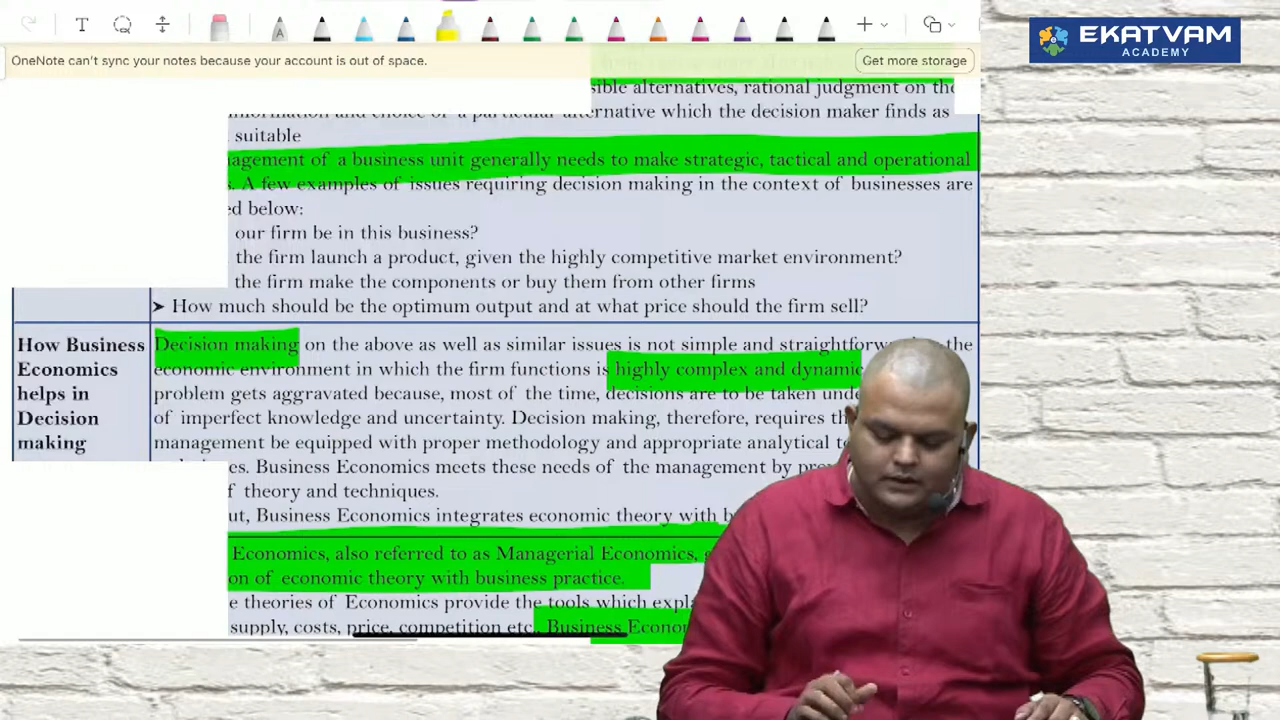 EKATVAM
ACADEMY
OneNote can't sync your notes because your account is out of space.
Get more storage
sible alternatives, rational judgment on the
information and choice of a particular alternative which the decision maker finds as
suitable
agement of a business unit generally needs to make strategic, tactical and operational
s. A few examples of issues requiring decision making in the context of businesses are
ed below:
our firm be in this business?
the firm launch a product, given the highly competitive market environment?
the firm make the components or buy them from other firms
➤ How much should be the optimum output and at what price should the firm sell?
How Business
Economics
helps in
Decision
making
Decision making on the above as well as similar issues is not simple and straightforw the
economic environment in which the firm functions is highly complex and dynamic
problem gets aggravated because, most of the time, decisions are to be taken unde
of imperfect knowledge and uncertainty. Decision making, therefore, requires th
management be equipped with proper methodology and appropriate analytical to
es. Business Economics meets these needs of the management by pro
f theory and techniques.
ut, Business Economics integrates economic theory with b
Economics, also referred to as Managerial Economics, g
on of economic theory with business practice.
e theories of Economics provide the tools which expla
supply, costs, price, competition etc. Business Econo